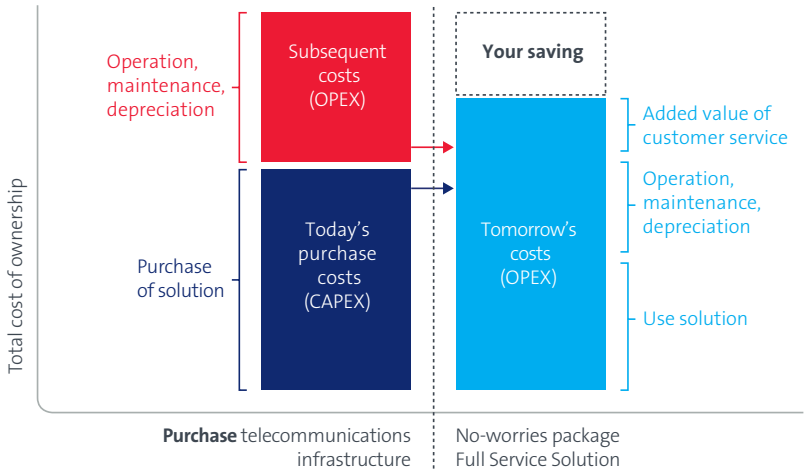 Total cost of ownership
Operation,
maintenance,
depreciation
Subsequent
costs
(OPEX)
Purchase
of solution
Today’s
purchase
costs
(CAPEX)
Your saving
Tomorrow’s
costs
(OPEX)
Added value of
customer service
Operation,
maintenance,
depreciation
Use solution
Purchase telecommunications
infrastructure
No-worries package
Full Service Solution